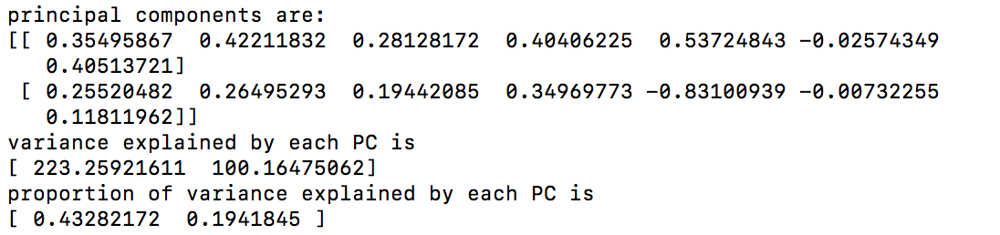 principal components are:
[[ 0.35495867  0.42211832  0.28128172  0.40406225  0.53724843 -0.02574349
   0.40513721]
 [ 0.25520482  0.26495293  0.19442085  0.34969773 -0.83100939 -0.00732255
   0.11811962]]
variance explained by each PC is
[ 223.25921611  100.16475062]
proportion of variance explained by each PC is
[ 0.43282172  0.1941845 ]